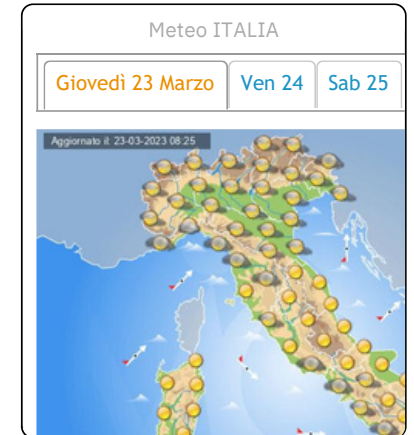 Meteo ITALIA
Giovedì 23 Marzo
Ven 24
Sab 25
Aggiornato il: 23-03-2023 08:25